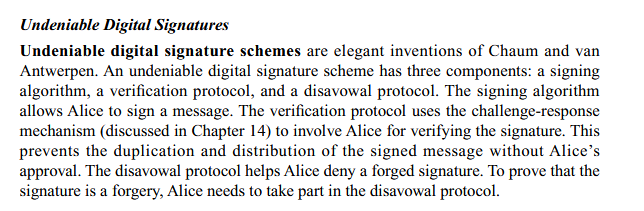 Undeniable Digital Signatures
Undeniable digital signature schemes are elegant inventions of Chaum and van
Antwerpen. An undeniable digital signature scheme has three components: a signing
algorithm, a verification protocol, and a disavowal protocol. The signing algorithm
allows Alice to sign a message. The verification protocol uses the challenge-response
mechanism (discussed in Chapter 14) to involve Alice for verifying the signature. This
prevents the duplication and distribution of the signed message without Alice’s
approval. The disavowal protocol helps Alice deny a forged signature. To prove that the
signature is a forgery, Alice needs to take part in the disavowal protocol.